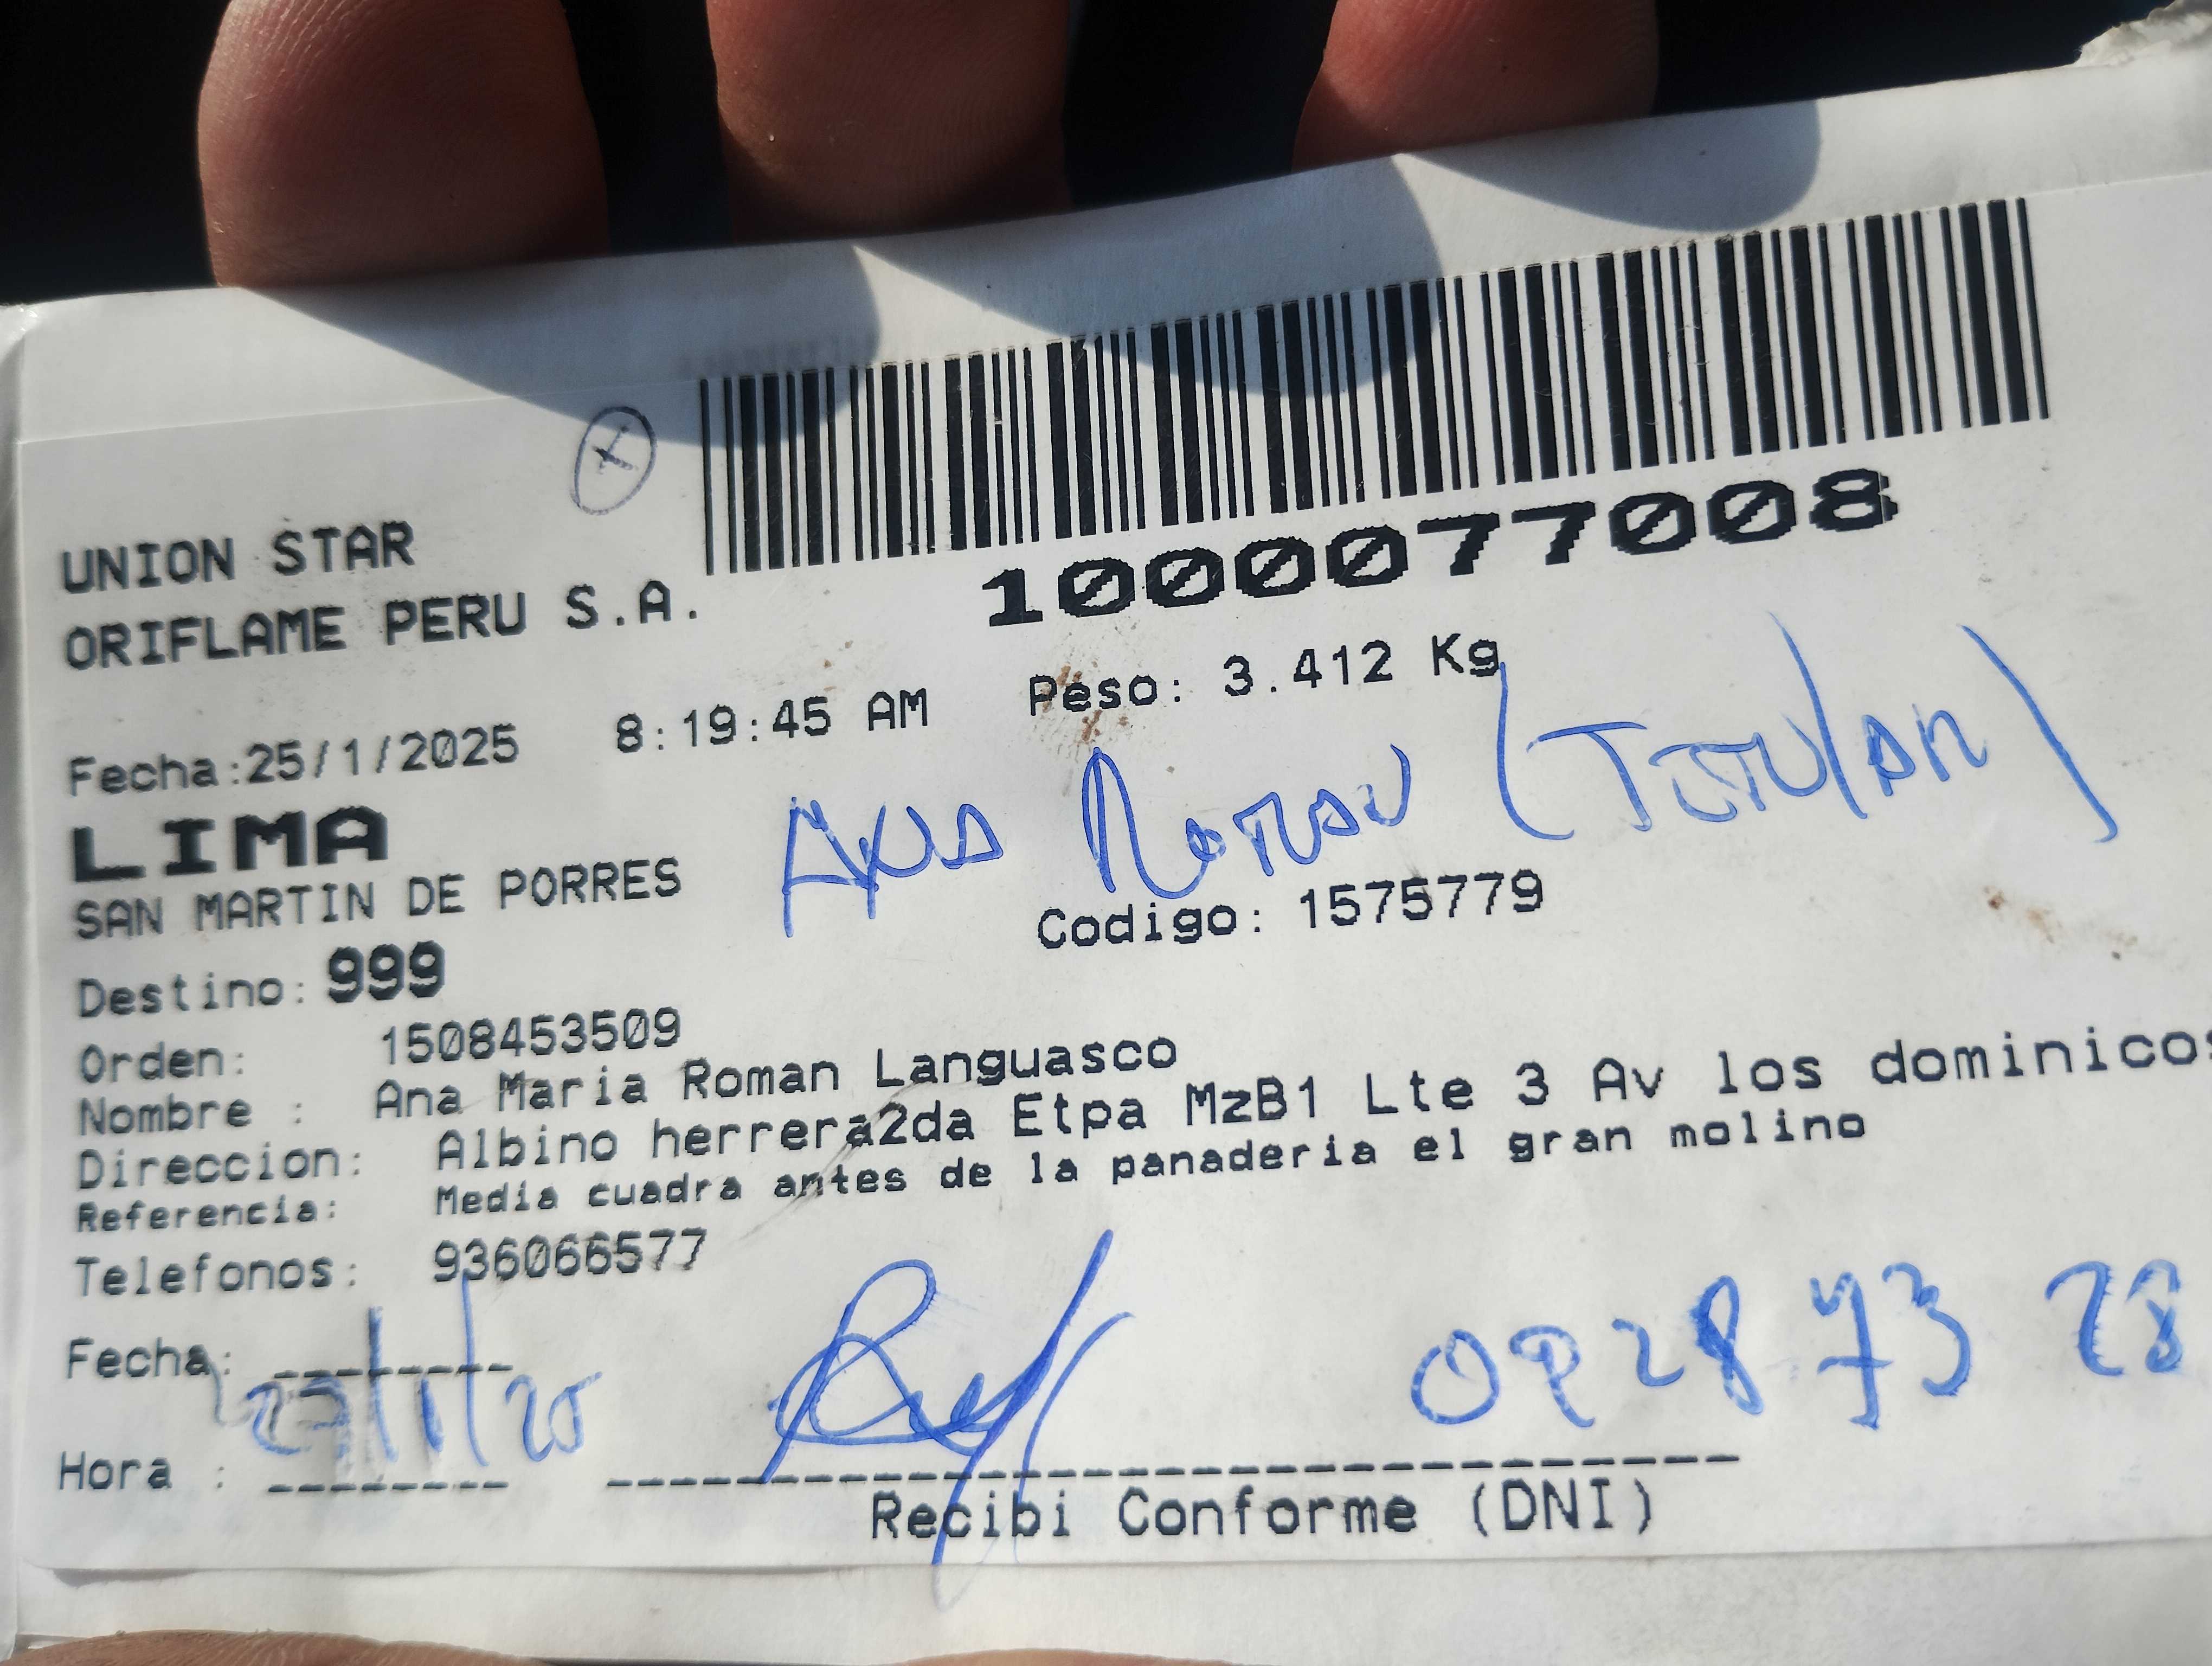 UNION STAR
ORIFLAME PERU S.A.
1000077008
Fecha:25/1/2025 8:19:45 AM Peso: 3.412 Kg
LIMA
Ana Roman (Titular)
SAN MARTIN DE PORRES
Codigo: 1575779
Destino: 999
Orden: 1508453509
Nombre : Ana Maria Roman Languasco
Direccion: Albino herrera2da Etpa MzB1 Lte 3 Av los dominicos
Referencia: Media cuadra antes de la panaderia el gran molino
Telefonos: 936066577
Fecha: 27/1/25
Hora :
Recibi Conforme (DNI)